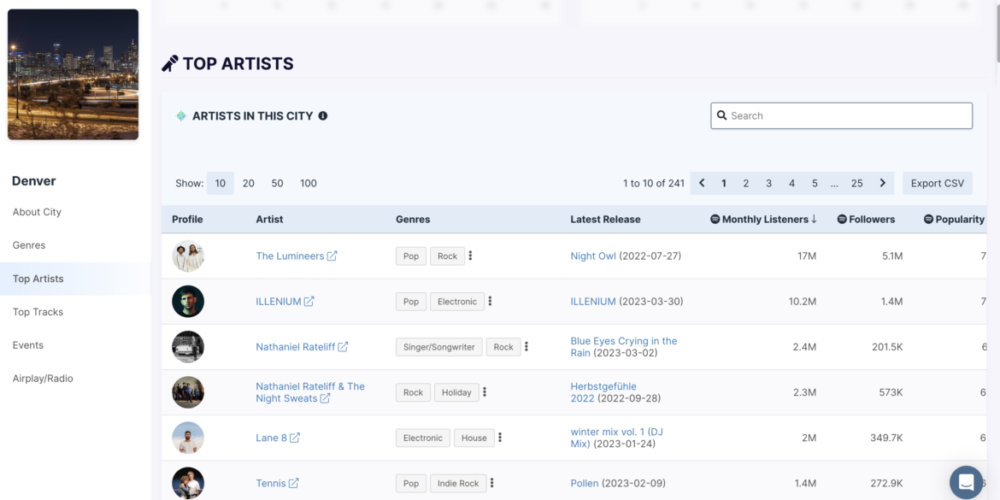 TOP ARTISTS
ARTISTS IN THIS CITY
Search
Denver
About City
Genres
Top Artists
Top Tracks
Events
Airplay/Radio
Show: 10 20 50 100
1 to 10 of 241
1 2 3 4 5 ... 25
Export CSV
Profile Artist Genres Latest Release Monthly Listeners ↓ Followers Popularity
The Lumineers Pop Rock Night Owl (2022-07-27) 17M 5.1M 7
ILLENIUM Pop Electronic ILLENIUM (2023-03-30) 10.2M 1.4M 7
Nathaniel Rateliff Singer/Songwriter Rock Blue Eyes Crying in the
Rain (2023-03-02) 2.4M 201.5K 6
Nathaniel Rateliff & The
Night Sweats Rock Holiday Herbstgefühle
2022 (2022-09-28) 2.3M 573K 6
Lane 8 Electronic House winter mix vol. 1 (DJ
Mix) (2023-01-24) 2M 349.7K 6
Tennis Pop Indie Rock Pollen (2023-02-09) 1.4M 272.9K 6